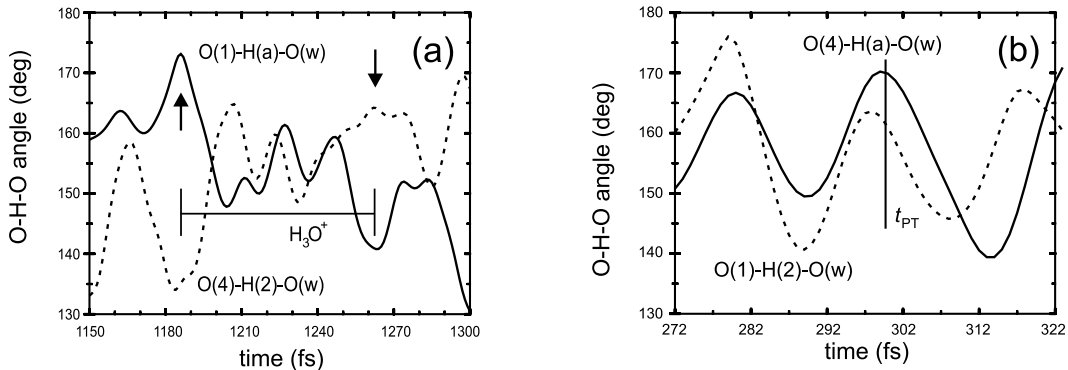 180
170
160
150
140
130
O-H-O angle (deg)
O(1)-H(a)-O(w)
(a)
H₃O⁺
O(4)-H(2)-O(w)
1150
1180
1210
1240
1270
1300
time (fs)
180
170
160
150
140
130
O-H-O angle (deg)
O(4)-H(a)-O(w)
(b)
tPT
O(1)-H(2)-O(w)
272
282
292
302
312
322
time (fs)